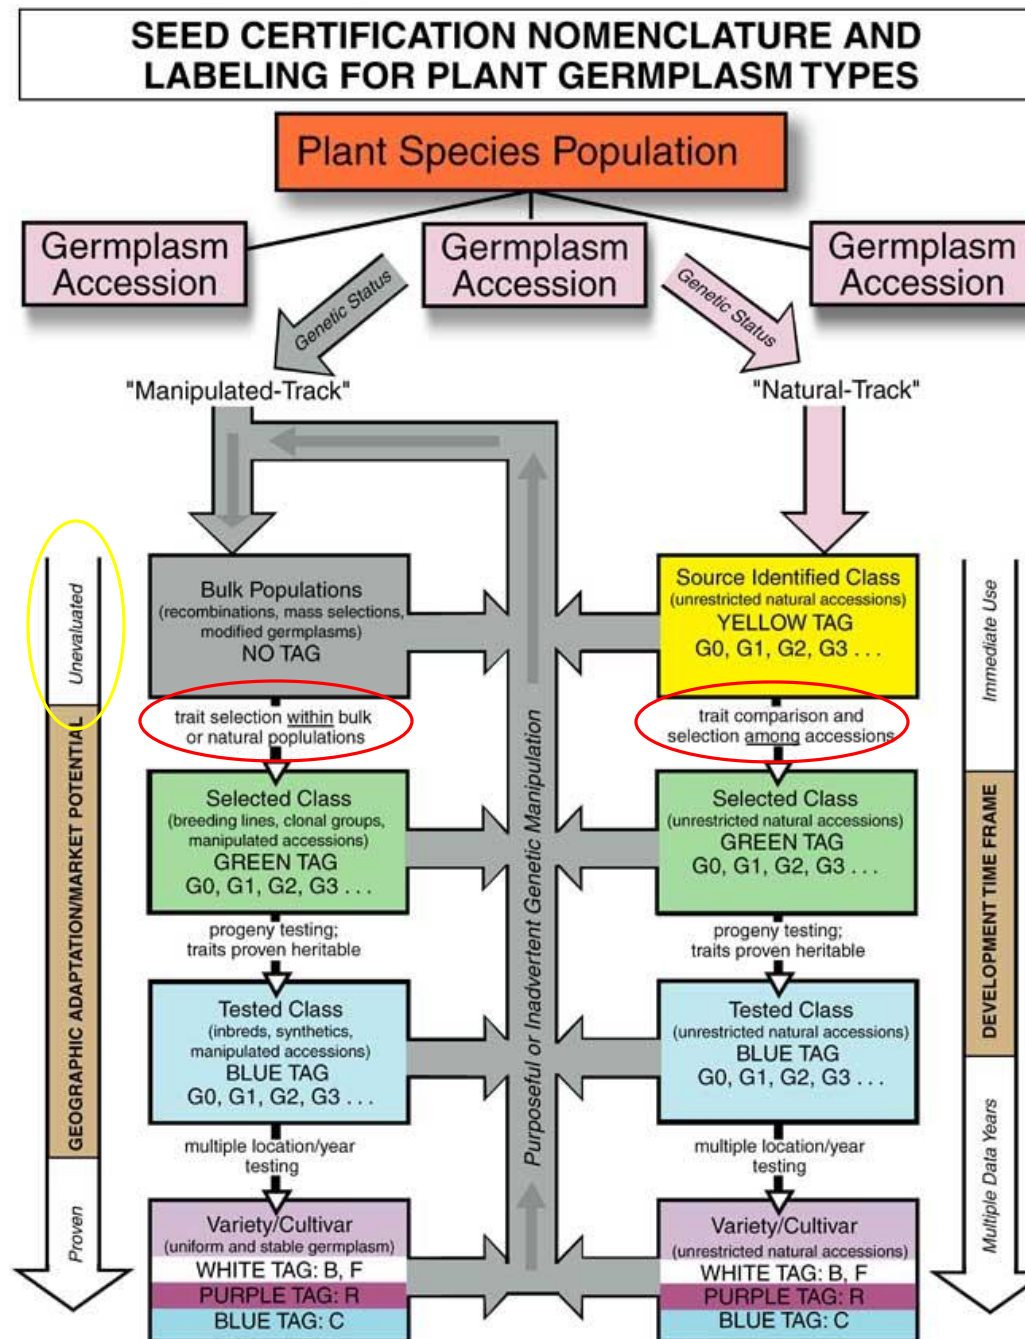 SEED CERTIFICATION NOMENCLATURE AND
LABELING FOR PLANT GERMPLASM TYPES
Plant Species Population
Germplasm
Accession
Germplasm
Accession
Germplasm
Accession
Genetic Status
Genetic Status
"Manipulated-Track"
"Natural-Track"
Unevaluated
GEOGRAPHIC ADAPTATION/MARKET POTENTIAL
Proven
Bulk Populations
(recombinations, mass selections,
modified germplasms)
NO TAG
trait selection within bulk
or natural poplulations
Selected Class
(breeding lines, clonal groups,
manipulated accessions)
GREEN TAG
G0, G1, G2, G3 . . .
progeny testing;
traits proven heritable
Tested Class
(inbreds, synthetics,
manipulated accessions)
BLUE TAG
G0, G1, G2, G3 . . .
multiple location/year
testing
Variety/Cultivar
(uniform and stable germplasm)
WHITE TAG: B, F
PURPLE TAG: R
BLUE TAG: C
Purposeful or Inadvertent Genetic Manipulation
Source Identified Class
(unrestricted natural accessions)
YELLOW TAG
G0, G1, G2, G3 . . .
trait comparison and
selection among accessions
Selected Class
(unrestricted natural accessions)
GREEN TAG
G0, G1, G2, G3 . . .
progeny testing;
traits proven heritable
Tested Class
(unrestricted natural accessions)
BLUE TAG
G0, G1, G2, G3 . . .
multiple location/year
testing
Variety/Cultivar
(unrestricted natural accessions)
WHITE TAG: B, F
PURPLE TAG: R
BLUE TAG: C
Immediate Use
DEVELOPMENT TIME FRAME
Multiple Data Years